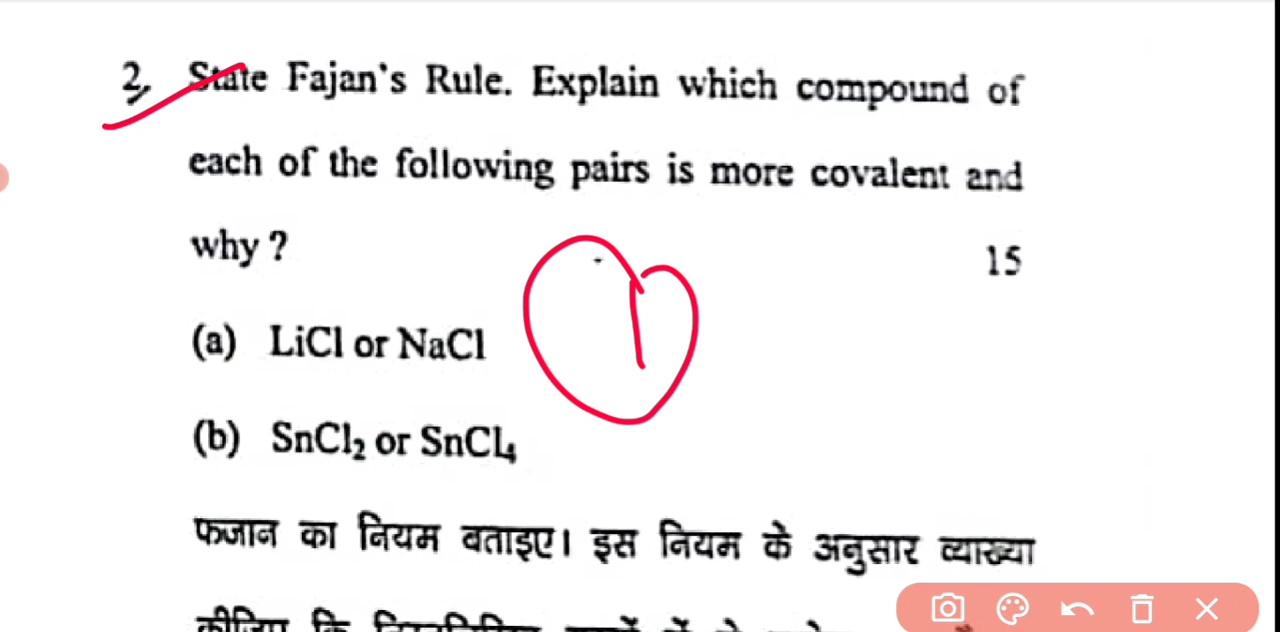 2. State Fajan's Rule. Explain which compound of
each of the following pairs is more covalent and
why ?
15
(a) LiCl or NaCl
(b) SnCl₂ or SnCl₄
फजान का नियम बताइए। इस नियम के अनुसार व्याख्या
कीजिए कि